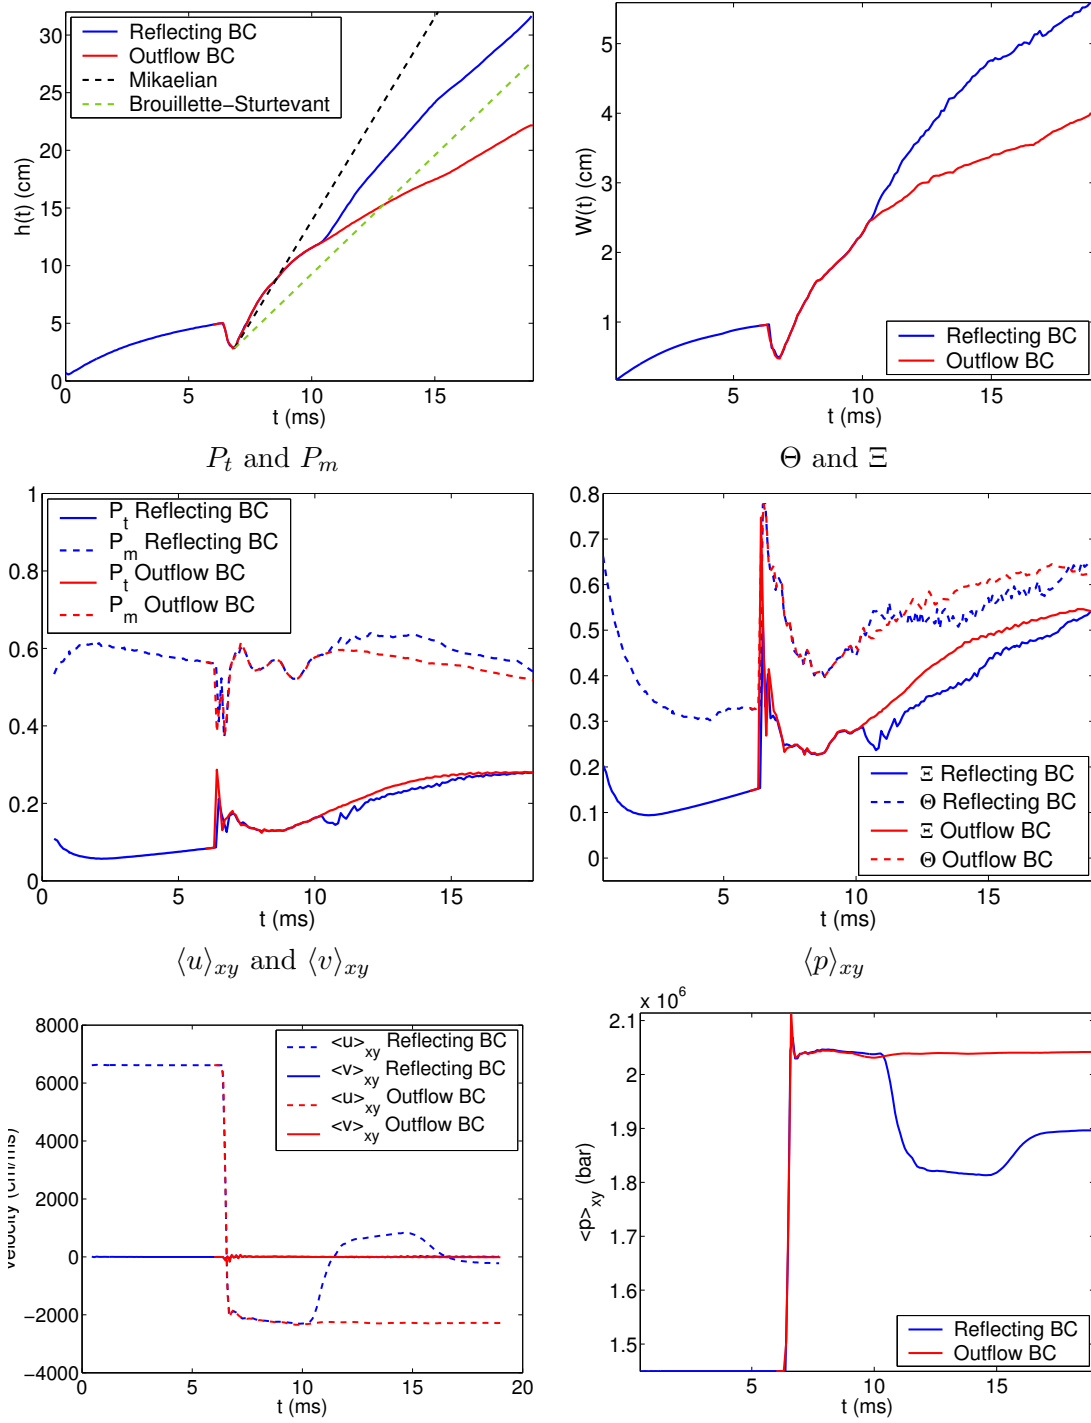 30
25
20
15
10
5
0
h(t) (cm)
Reflecting BC
Outflow BC
Mikaelian
Brouillette−Sturtevant
0
5
10
15
t (ms)
5
4
3
2
1
W(t) (cm)
Reflecting BC
Outflow BC
5
10
15
t (ms)
P_t and P_m
Θ and Ξ
1
0.8
0.6
0.4
0.2
0
P_t Reflecting BC
P_m Reflecting BC
P_t Outflow BC
P_m Outflow BC
0
5
10
15
t (ms)
0.8
0.7
0.6
0.5
0.4
0.3
0.2
0.1
0
Ξ Reflecting BC
Θ Reflecting BC
Ξ Outflow BC
Θ Outflow BC
5
10
15
t (ms)
⟨u⟩_xy and ⟨v⟩_xy
⟨p⟩_xy
8000
6000
4000
2000
0
−2000
−4000
velocity (cm/ms)
<u>_xy Reflecting BC
<v>_xy Reflecting BC
<u>_xy Outflow BC
<v>_xy Outflow BC
0
5
10
15
20
t (ms)
x 10^6
2.1
2
1.9
1.8
1.7
1.6
1.5
<p>_xy (bar)
Reflecting BC
Outflow BC
5
10
15
t (ms)